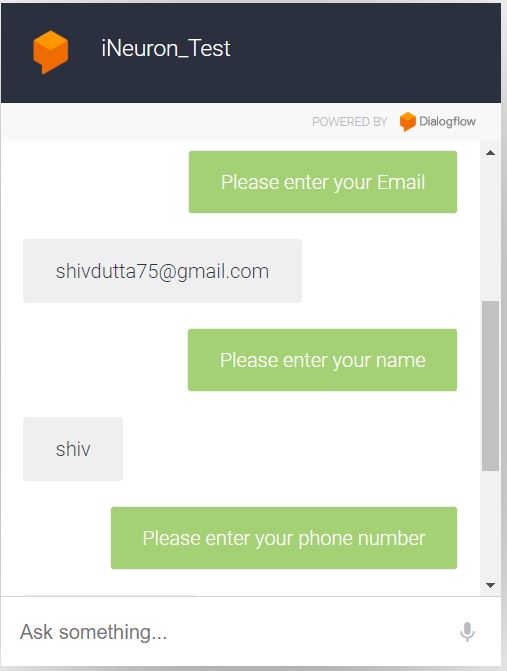 iNeuron_Test
POWERED BY Dialogflow
Please enter your Email
shivdutta75@gmail.com
Please enter your name
shiv
Please enter your phone number
Ask something...